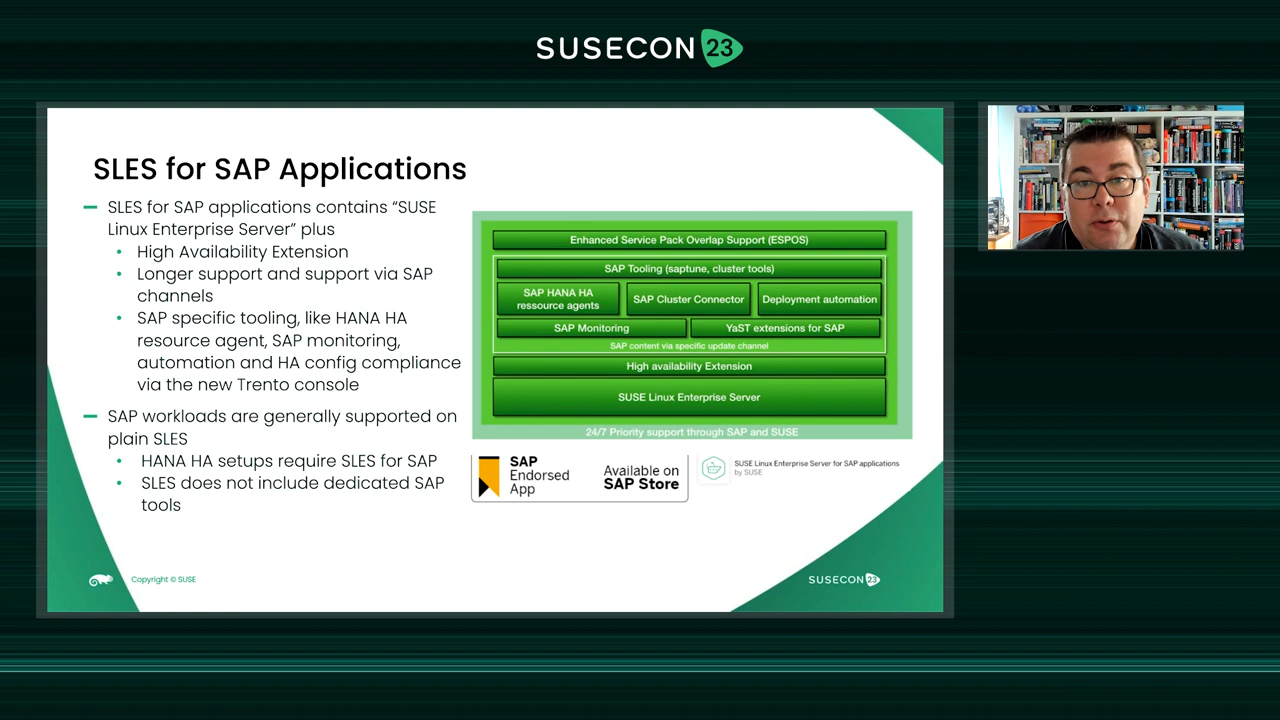 SUSECON 23
SLES for SAP Applications
SLES for SAP applications contains “SUSE
Linux Enterprise Server” plus
High Availability Extension
Longer support and support via SAP
channels
SAP specific tooling, like HANA HA
resource agent, SAP monitoring,
automation and HA config compliance
via the new Trento console
SAP workloads are generally supported on
plain SLES
HANA HA setups require SLES for SAP
SLES does not include dedicated SAP
tools
Enhanced Service Pack Overlap Support (ESPOS)
SAP Tooling (saptune, cluster tools)
SAP HANA HA
ressource agents
SAP Cluster Connector
Deployment automation
SAP Monitoring
YaST extensions for SAP
SAP content via specific update channel
High availability Extension
SUSE Linux Enterprise Server
24/7 Priority support through SAP and SUSE
SAP
Endorsed
App
Available on
SAP Store
SUSE Linux Enterprise Server for SAP applications
by SUSE
Copyright © SUSE
SUSECON 23